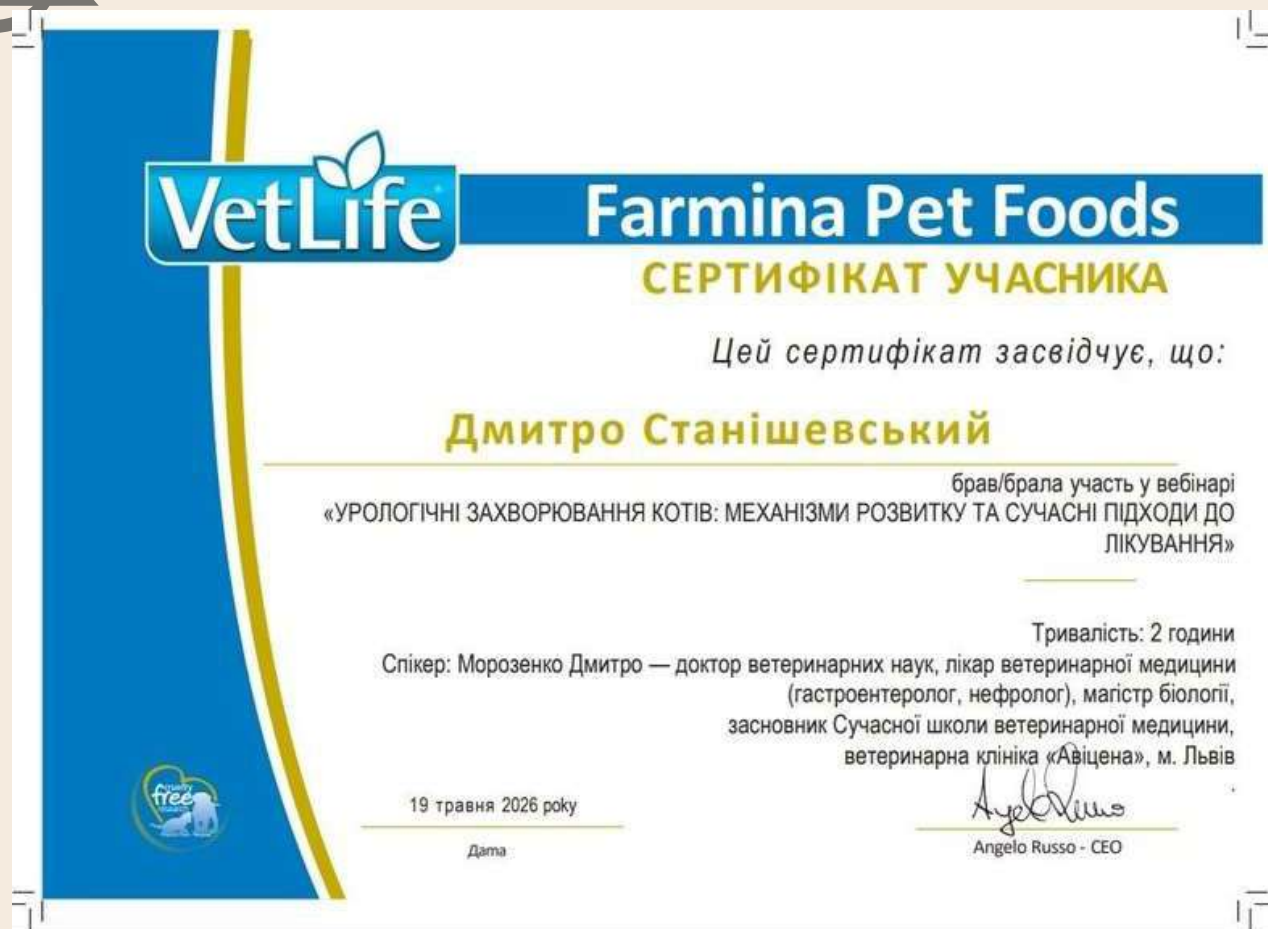 VetLife
Farmina Pet Foods
СЕРТИФІКАТ УЧАСНИКА
Цей сертифікат засвідчує, що:
Дмитро Станішевський
брав/брала участь у вебінарі
«УРОЛОГІЧНІ ЗАХВОРЮВАННЯ КОТІВ: МЕХАНІЗМИ РОЗВИТКУ ТА СУЧАСНІ ПІДХОДИ ДО
ЛІКУВАННЯ»
Тривалість: 2 години
Спікер: Морозенко Дмитро — доктор ветеринарних наук, лікар ветеринарної медицини
(гастроентеролог, нефролог), магістр біології,
засновник Сучасної школи ветеринарної медицини,
ветеринарна клініка «Авіцена», м. Львів
.
free
19 травня 2026 року
Дата
Angelo Russo - CEO